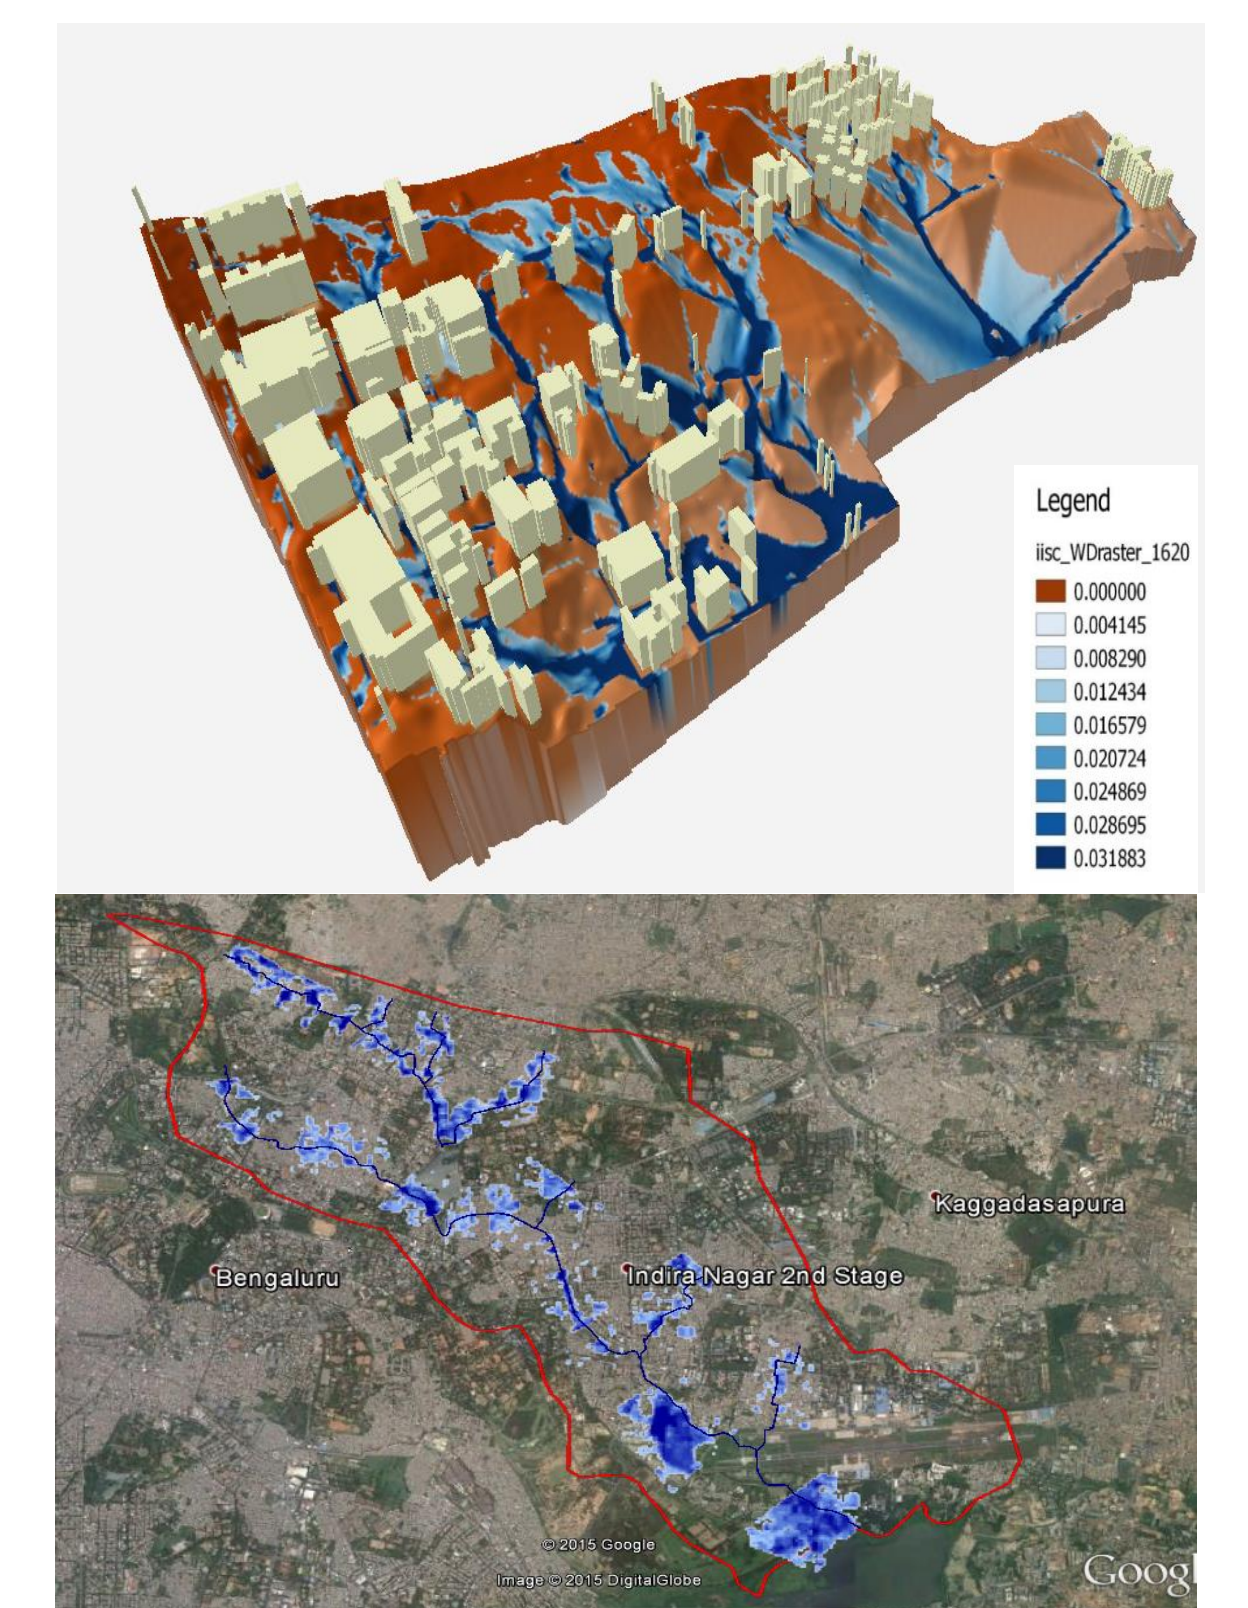 Legend
iisc_WDraster_1620
0.000000
0.004145
0.008290
0.012434
0.016579
0.020724
0.024869
0.028695
0.031883
Kaggadasapura
Bengaluru
Indira Nagar 2nd Stage
© 2015 Google
Image © 2015 DigitalGlobe
Googl